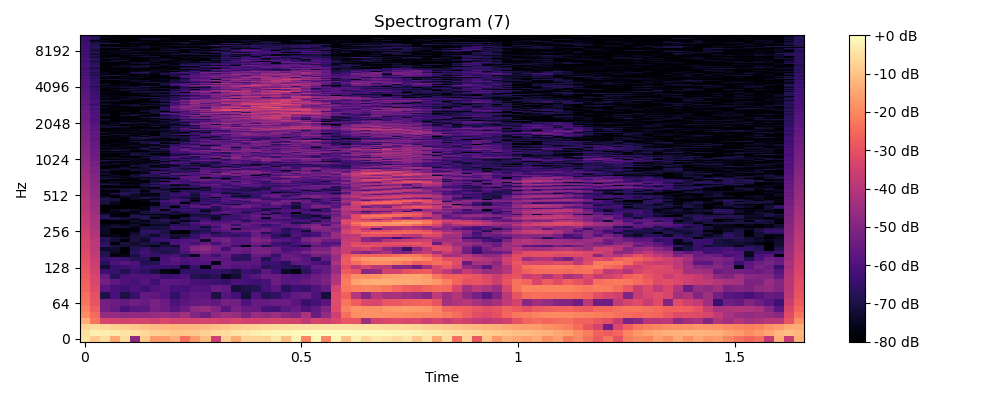 Spectrogram (7)
Hz
8192
4096
2048
1024
512
256
128
64
0
0 0.5 1 1.5
Time
+0 dB
-10 dB
-20 dB
-30 dB
-40 dB
-50 dB
-60 dB
-70 dB
-80 dB